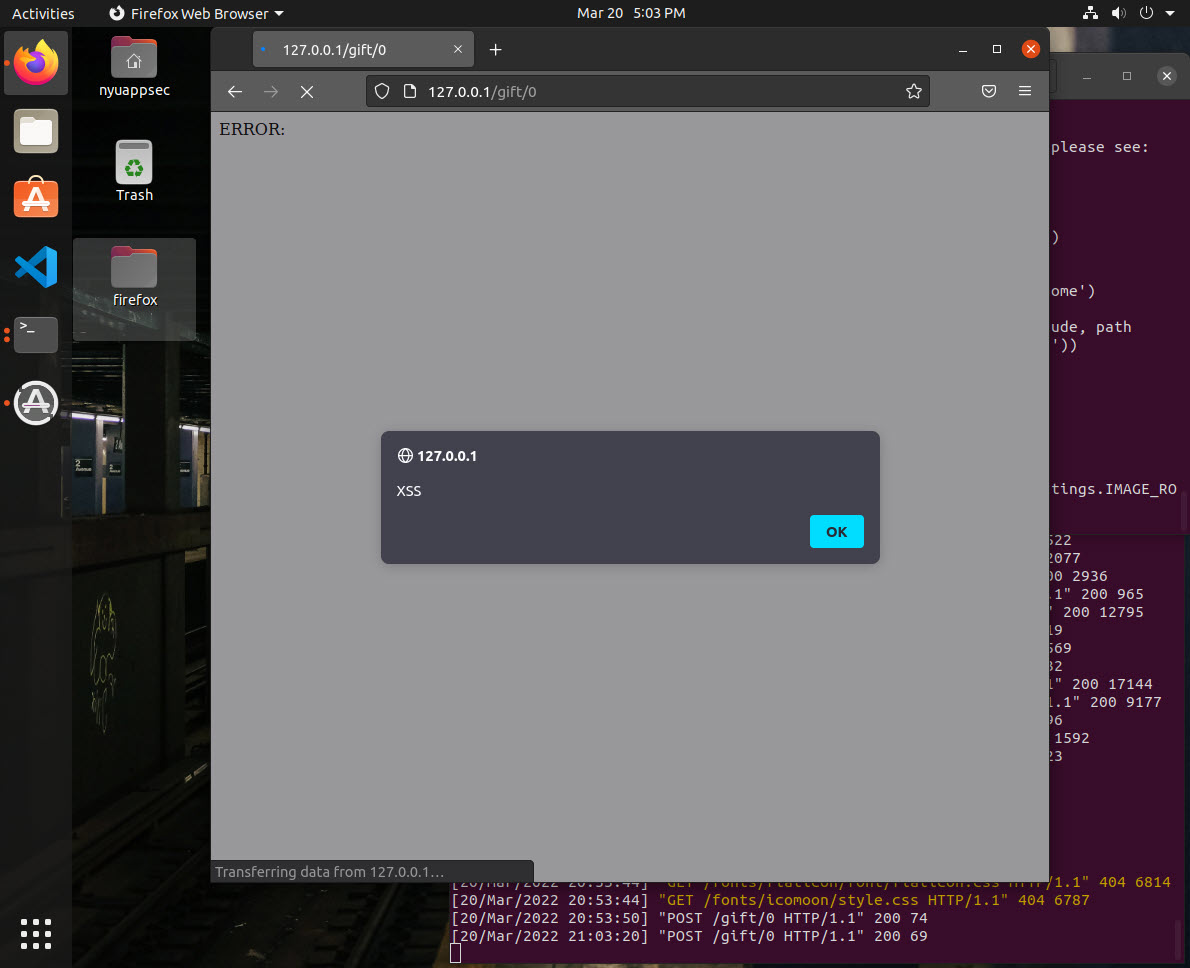 Activities
Firefox Web Browser
Mar 20 5:03 PM
nyuappsec
Trash
firefox
127.0.0.1/gift/0
127.0.0.1/gift/0
ERROR:
127.0.0.1
XSS
OK
Transferring data from 127.0.0.1…
please see:
)
ome')
ude, path
'))
tings.IMAGE_RO
522
2077
00 2936
.1" 200 965
" 200 12795
19
569
32
1" 200 17144
1.1" 200 9177
96
1592
23
[20/Mar/2022 20:53:44] "GET /fonts/flaticon/font/flaticon.css HTTP/1.1" 404 6814
[20/Mar/2022 20:53:44] "GET /fonts/icomoon/style.css HTTP/1.1" 404 6787
[20/Mar/2022 20:53:50] "POST /gift/0 HTTP/1.1" 200 74
[20/Mar/2022 21:03:20] "POST /gift/0 HTTP/1.1" 200 69